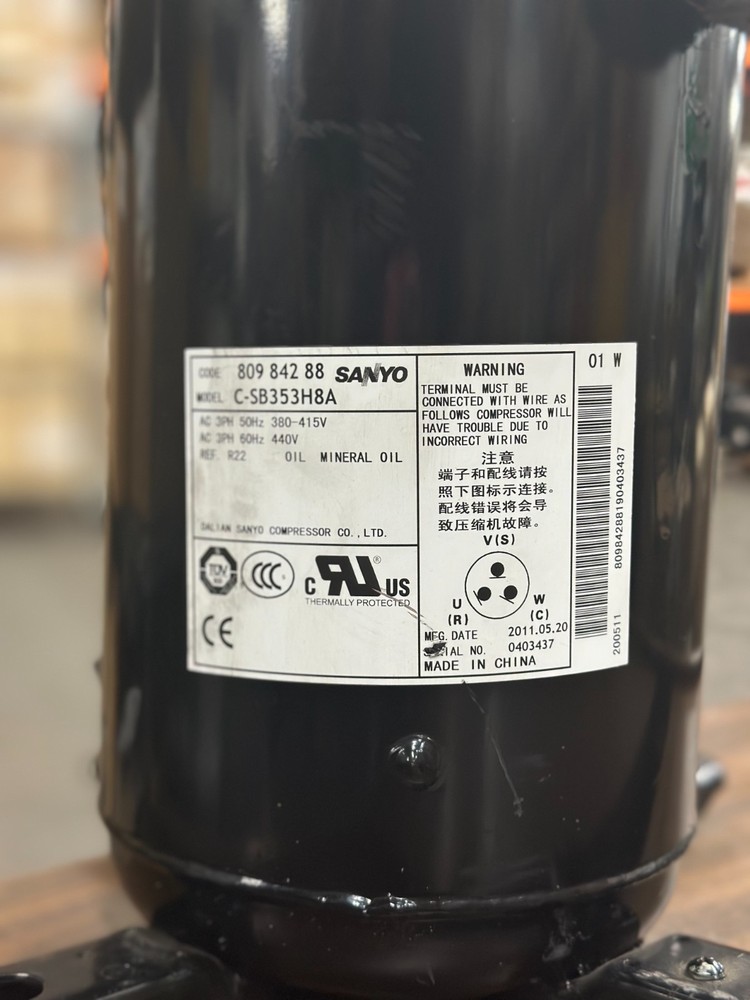 CODE 809 842 88 SANYO
MODEL C-SB353H8A
AC 3PH 50Hz 380-415V
AC 3PH 60Hz 440V
REF. R22 OIL MINERAL OIL
DALIAN SANYO COMPRESSOR CO.,LTD.
TÜV
CCC
c RU ® US
THERMALLY PROTECTED
CE
WARNING
TERMINAL MUST BE
CONNECTED WITH WIRE AS
FOLLOWS COMPRESSOR WILL
HAVE TROUBLE DUE TO
INCORRECT WIRING
注意
端子和配线请按
照下图标示连接。
配线错误将会导
致压缩机故障。
V(S)
U W
(R) (C)
MFG. DATE 2011.05.20
SERIAL NO. 0403437
MADE IN CHINA
01 W
80984288190403437
200511